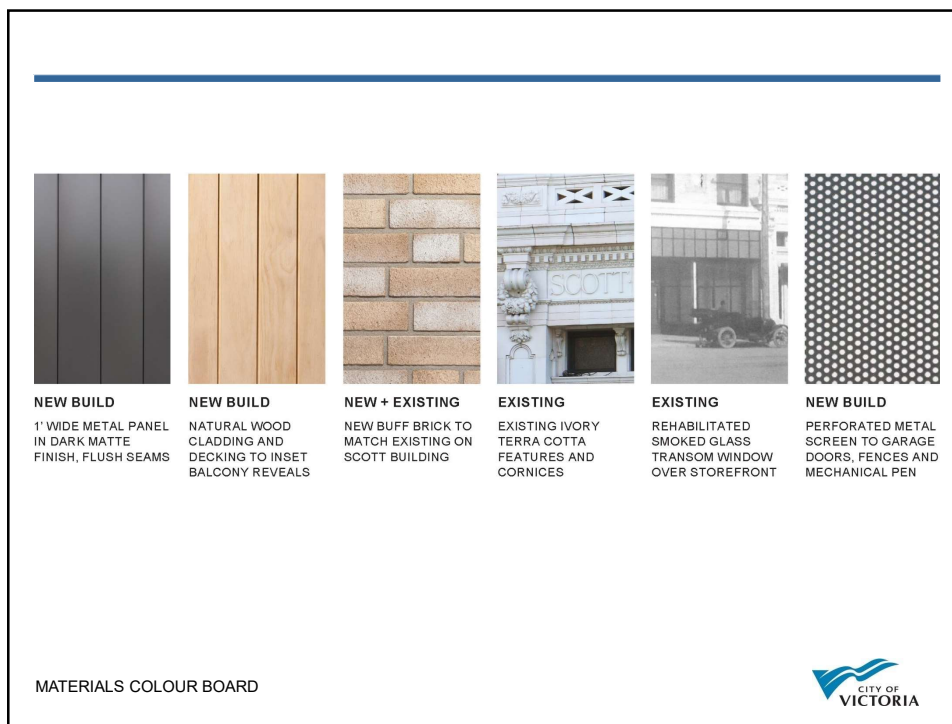 SCOTT
NEW BUILD
1' WIDE METAL PANEL
IN DARK MATTE
FINISH, FLUSH SEAMS
NEW BUILD
NATURAL WOOD
CLADDING AND
DECKING TO INSET
BALCONY REVEALS
NEW + EXISTING
NEW BUFF BRICK TO
MATCH EXISTING ON
SCOTT BUILDING
EXISTING
EXISTING IVORY
TERRA COTTA
FEATURES AND
CORNICES
EXISTING
REHABILITATED
SMOKED GLASS
TRANSOM WINDOW
OVER STOREFRONT
NEW BUILD
PERFORATED METAL
SCREEN TO GARAGE
DOORS, FENCES AND
MECHANICAL PEN
MATERIALS COLOUR BOARD
CITY OF
VICTORIA